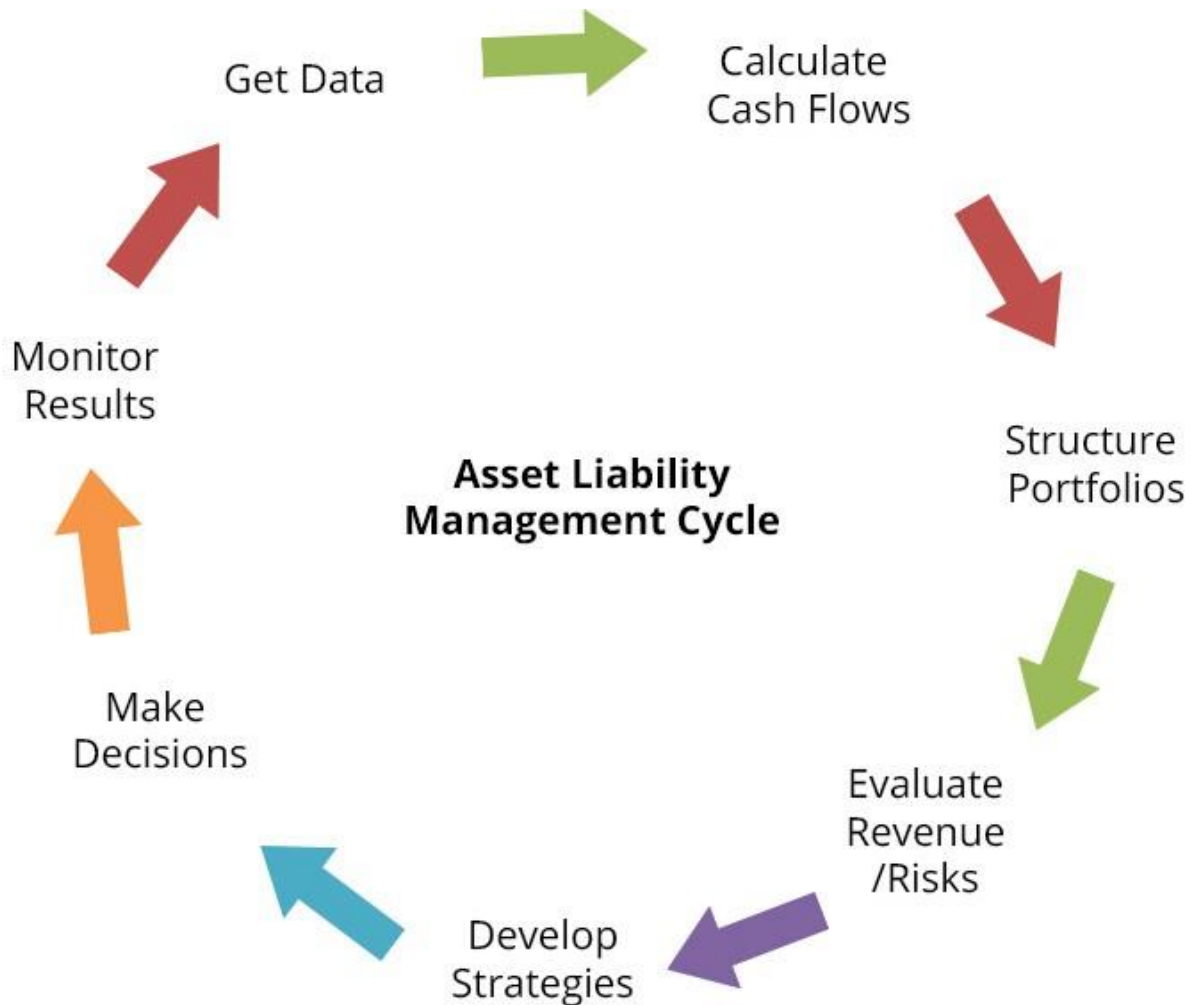 Get Data
Calculate
Cash Flows
Structure
Portfolios
Evaluate
Revenue
/Risks
Develop
Strategies
Make
Decisions
Monitor
Results
Asset Liability
Management Cycle